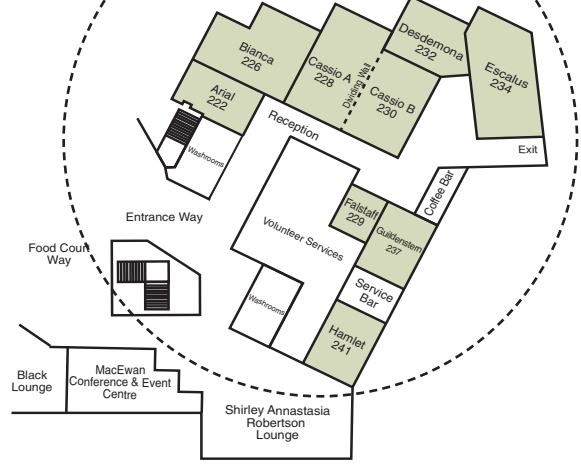 Desdemona
232
Bianca
226
Cassio A
228
Dividing Wall
Escalus
234
Arial
222
Cassio B
230
Reception
Exit
Washrooms
Coffee Bar
Entrance Way
Falstaff
229
Volunteer Services
Guildenstern
237
Food Court
Way
Service
Bar
Washrooms
Hamlet
241
Black
Lounge
MacEwan
Conference & Event
Centre
Shirley Annastasia
Robertson
Lounge